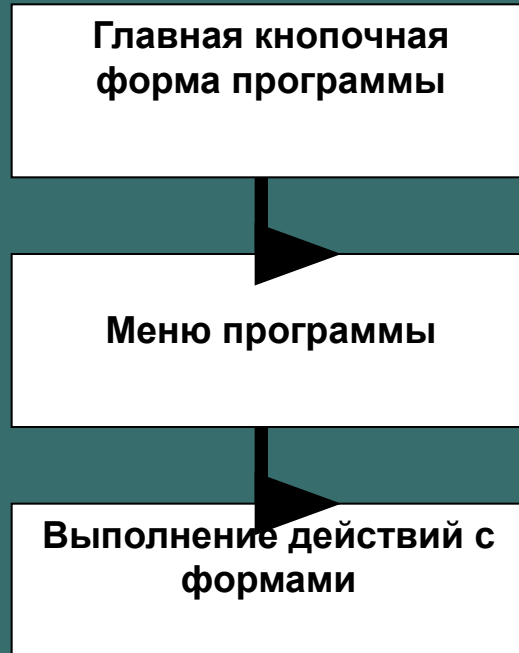 Главная кнопочная
форма программы
Меню программы
Выполнение действий с
формами